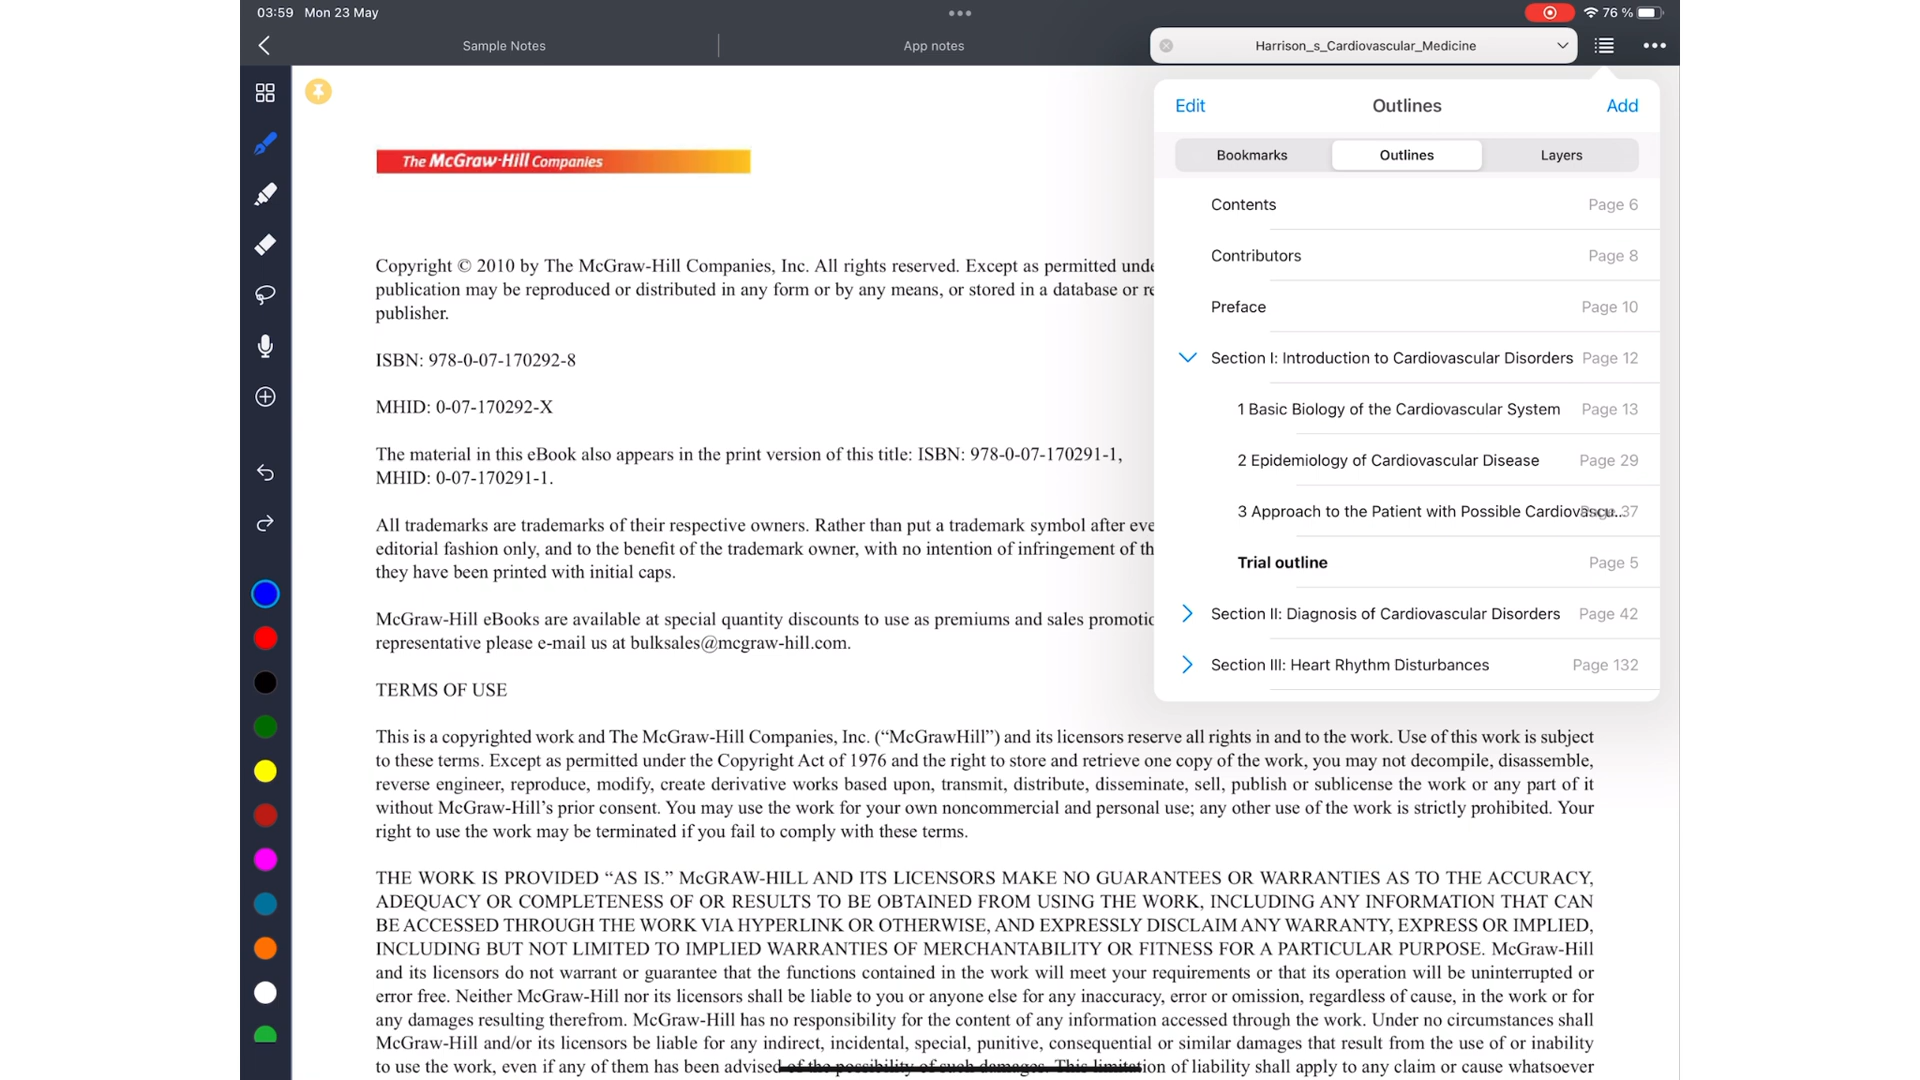 03:59 Mon 23 May
76 %
Sample Notes
App notes
Harrison_s_Cardiovascular_Medicine
The McGraw-Hill Companies
Copyright © 2010 by The McGraw-Hill Companies, Inc. All rights reserved. Except as permitted unde
publication may be reproduced or distributed in any form or by any means, or stored in a database or re
publisher.
ISBN: 978-0-07-170292-8
MHID: 0-07-170292-X
The material in this eBook also appears in the print version of this title: ISBN: 978-0-07-170291-1,
MHID: 0-07-170291-1.
All trademarks are trademarks of their respective owners. Rather than put a trademark symbol after eve
editorial fashion only, and to the benefit of the trademark owner, with no intention of infringement of th
they have been printed with initial caps.
McGraw-Hill eBooks are available at special quantity discounts to use as premiums and sales promotio
representative please e-mail us at bulksales@mcgraw-hill.com.
Edit
Outlines
Add
Bookmarks
Outlines
Layers
Contents Page 6
Contributors Page 8
Preface Page 10
Section I: Introduction to Cardiovascular Disorders Page 12
1 Basic Biology of the Cardiovascular System Page 13
2 Epidemiology of Cardiovascular Disease Page 29
3 Approach to the Patient with Possible Cardiovascu... Page 37
Trial outline Page 5
Section II: Diagnosis of Cardiovascular Disorders Page 42
Section III: Heart Rhythm Disturbances Page 132
TERMS OF USE
This is a copyrighted work and The McGraw-Hill Companies, Inc. (“McGrawHill”) and its licensors reserve all rights in and to the work. Use of this work is subject
to these terms. Except as permitted under the Copyright Act of 1976 and the right to store and retrieve one copy of the work, you may not decompile, disassemble,
reverse engineer, reproduce, modify, create derivative works based upon, transmit, distribute, disseminate, sell, publish or sublicense the work or any part of it
without McGraw-Hill’s prior consent. You may use the work for your own noncommercial and personal use; any other use of the work is strictly prohibited. Your
right to use the work may be terminated if you fail to comply with these terms.
THE WORK IS PROVIDED “AS IS.” McGRAW-HILL AND ITS LICENSORS MAKE NO GUARANTEES OR WARRANTIES AS TO THE ACCURACY,
ADEQUACY OR COMPLETENESS OF OR RESULTS TO BE OBTAINED FROM USING THE WORK, INCLUDING ANY INFORMATION THAT CAN
BE ACCESSED THROUGH THE WORK VIA HYPERLINK OR OTHERWISE, AND EXPRESSLY DISCLAIM ANY WARRANTY, EXPRESS OR IMPLIED,
INCLUDING BUT NOT LIMITED TO IMPLIED WARRANTIES OF MERCHANTABILITY OR FITNESS FOR A PARTICULAR PURPOSE. McGraw-Hill
and its licensors do not warrant or guarantee that the functions contained in the work will meet your requirements or that its operation will be uninterrupted or
error free. Neither McGraw-Hill nor its licensors shall be liable to you or anyone else for any inaccuracy, error or omission, regardless of cause, in the work or for
any damages resulting therefrom. McGraw-Hill has no responsibility for the content of any information accessed through the work. Under no circumstances shall
McGraw-Hill and/or its licensors be liable for any indirect, incidental, special, punitive, consequential or similar damages that result from the use of or inability
to use the work, even if any of them has been advised of the possibility of such damages. This limitation of liability shall apply to any claim or cause whatsoever